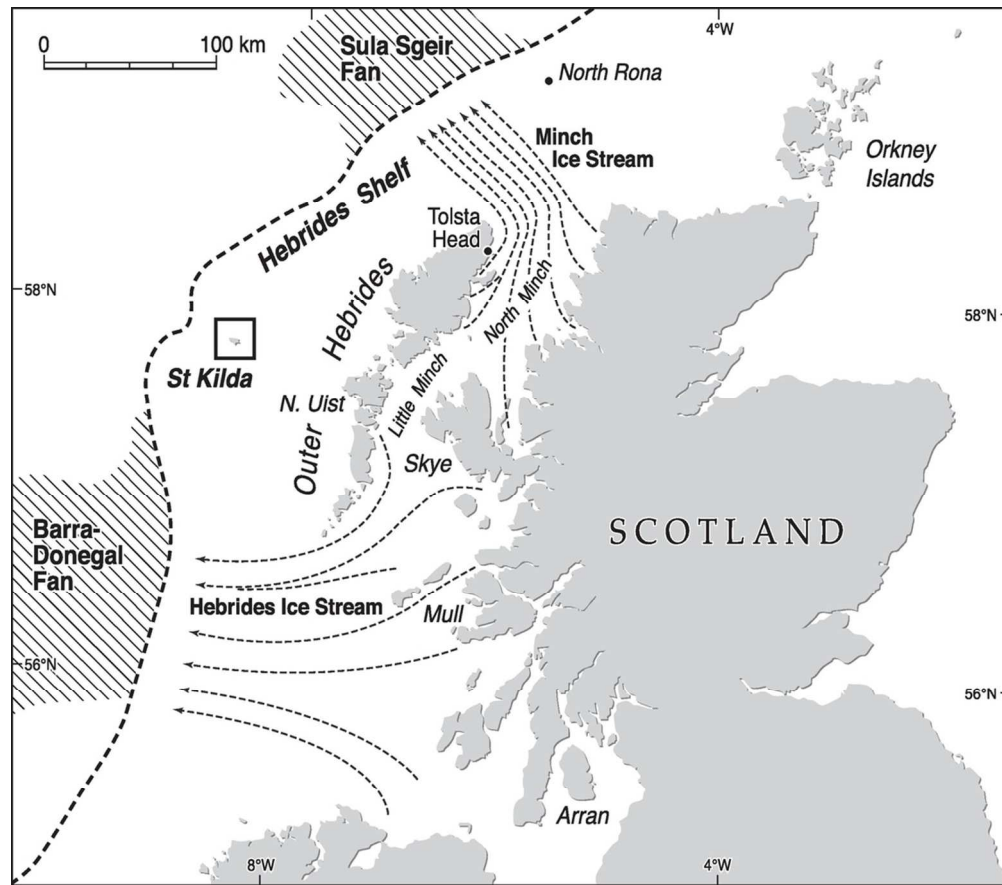 0
100 km
Sula Sgeir
Fan
4°W
North Rona
Minch
Ice Stream
Orkney
Islands
Hebrides Shelf
Tolsta
Head
58°N
58°N
Outer Hebrides
North Minch
St Kilda
N. Uist
Little Minch
Skye
SCOTLAND
Barra-
Donegal
Fan
Hebrides Ice Stream
Mull
56°N
56°N
Arran
8°W
4°W